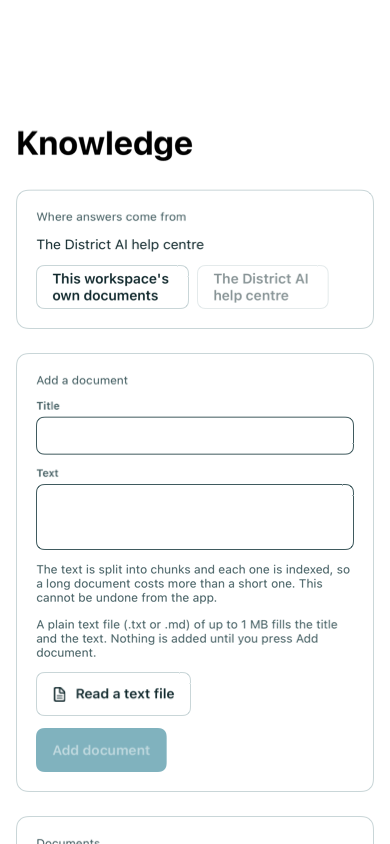 Knowledge
Where answers come from
The District AI help centre
This workspace's
own documents
The District AI
help centre
Add a document
Title
Text
The text is split into chunks and each one is indexed, so
a long document costs more than a short one. This
cannot be undone from the app.
A plain text file (.txt or .md) of up to 1 MB fills the title
and the text. Nothing is added until you press Add
document.
Read a text file
Add document
Documents